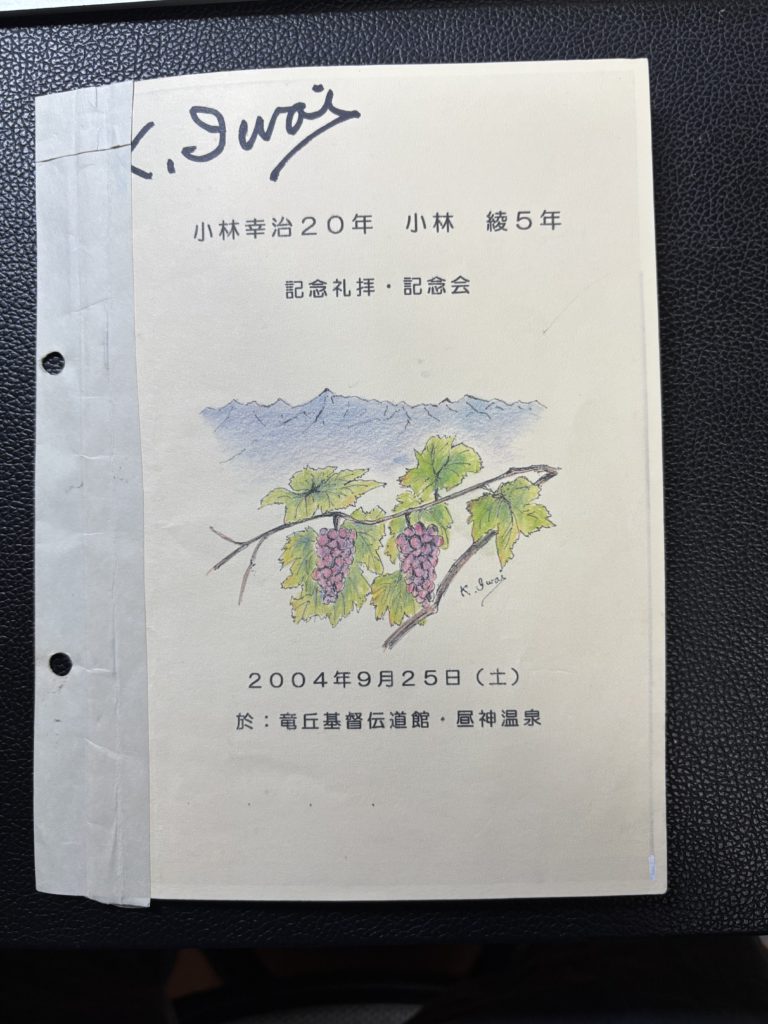 K. Iwai
小林幸治２０年　小林　綾５年
記念礼拝・記念会
K. Iwai
２００４年９月２５日（土）
於：竜丘基督伝道館・昼神温泉